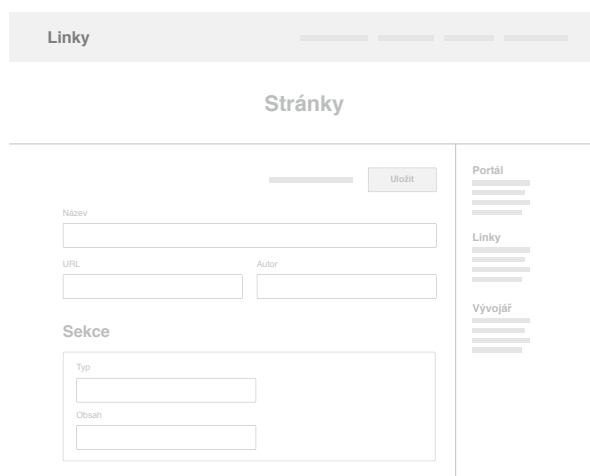 Linky
Stránky
Uložit
Název
URL
Autor
Sekce
Typ
Obsah
Portál
Linky
Vývojář